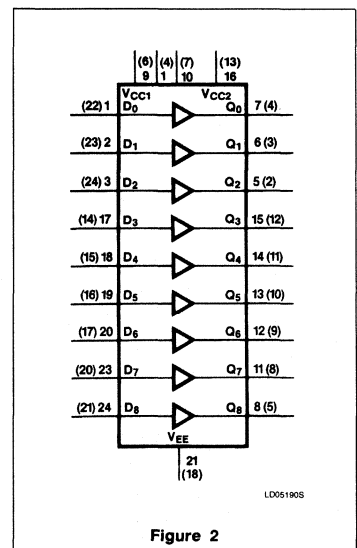 (6) (4) (7) (13)
9 1 10 16
VCC1 VCC2
(22) 1 D0 Q0 7 (4)
(23) 2 D1 Q1 6 (3)
(24) 3 D2 Q2 5 (2)
(14) 17 D3 Q3 15 (12)
(15) 18 D4 Q4 14 (11)
(16) 19 D5 Q5 13 (10)
(17) 20 D6 Q6 12 (9)
(20) 23 D7 Q7 11 (8)
(21) 24 D8 Q8 8 (5)
VEE
21
(18)
LD05190S
Figure 2